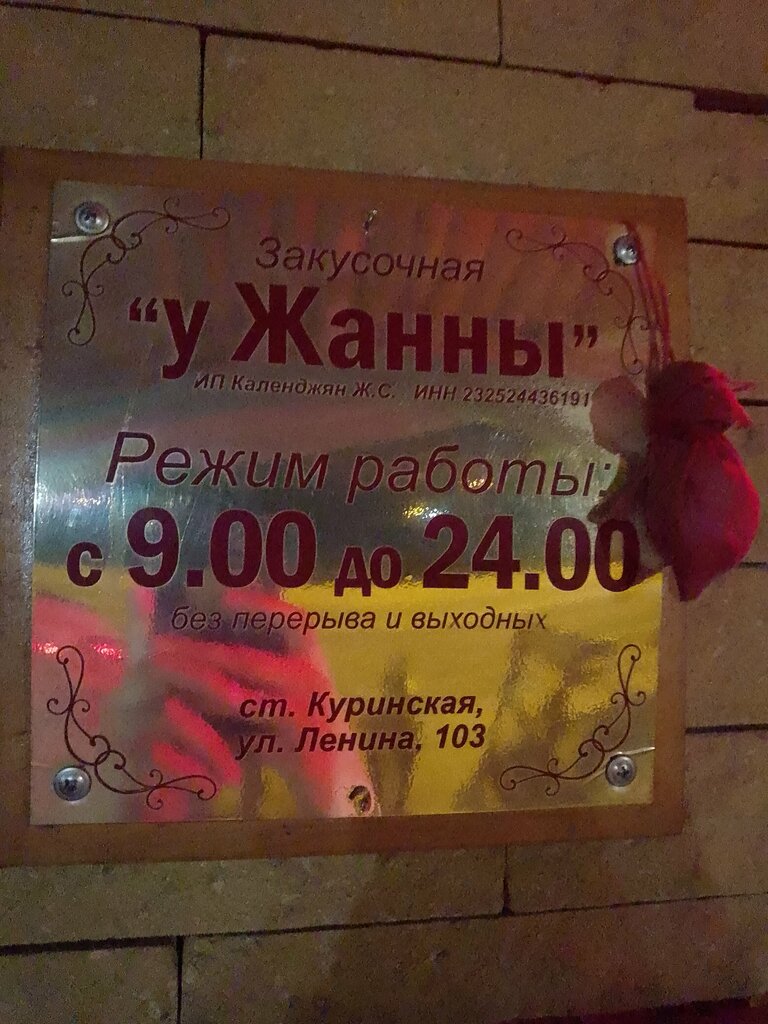 Закусочная
"у Жанны"
ИП Календжян Ж.С. ИНН 232524436191
Режим работы:
с 9.00 до 24.00
без перерыва и выходных
ст. Куринская,
ул. Ленина, 103